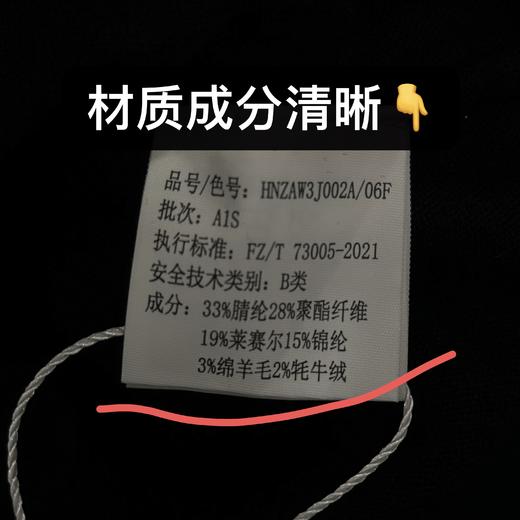 材质成分清晰👇
品号/色号：HNZAW3J002A/06F
批次：A1S
执行标准：FZ/T 73005-2021
安全技术类别：B类
成分：33%腈纶28%聚酯纤维
19%莱赛尔15%锦纶
3%绵羊毛2%牦牛绒